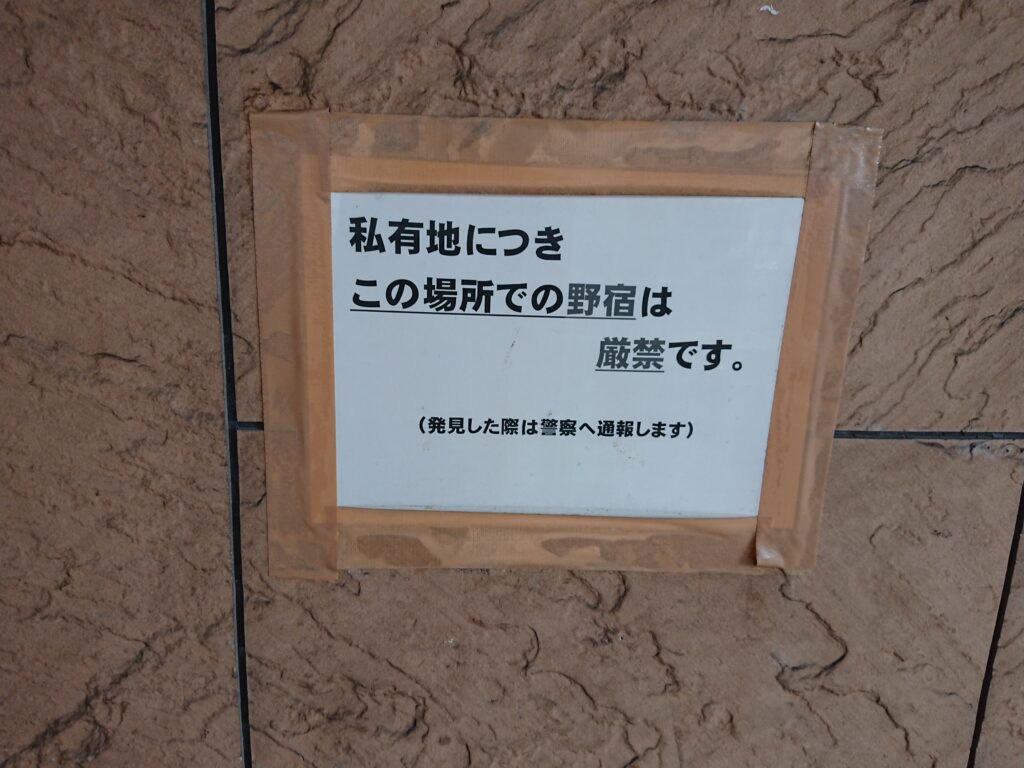 私有地につき
この場所での野宿は
厳禁です。
（発見した際は警察へ通報します）